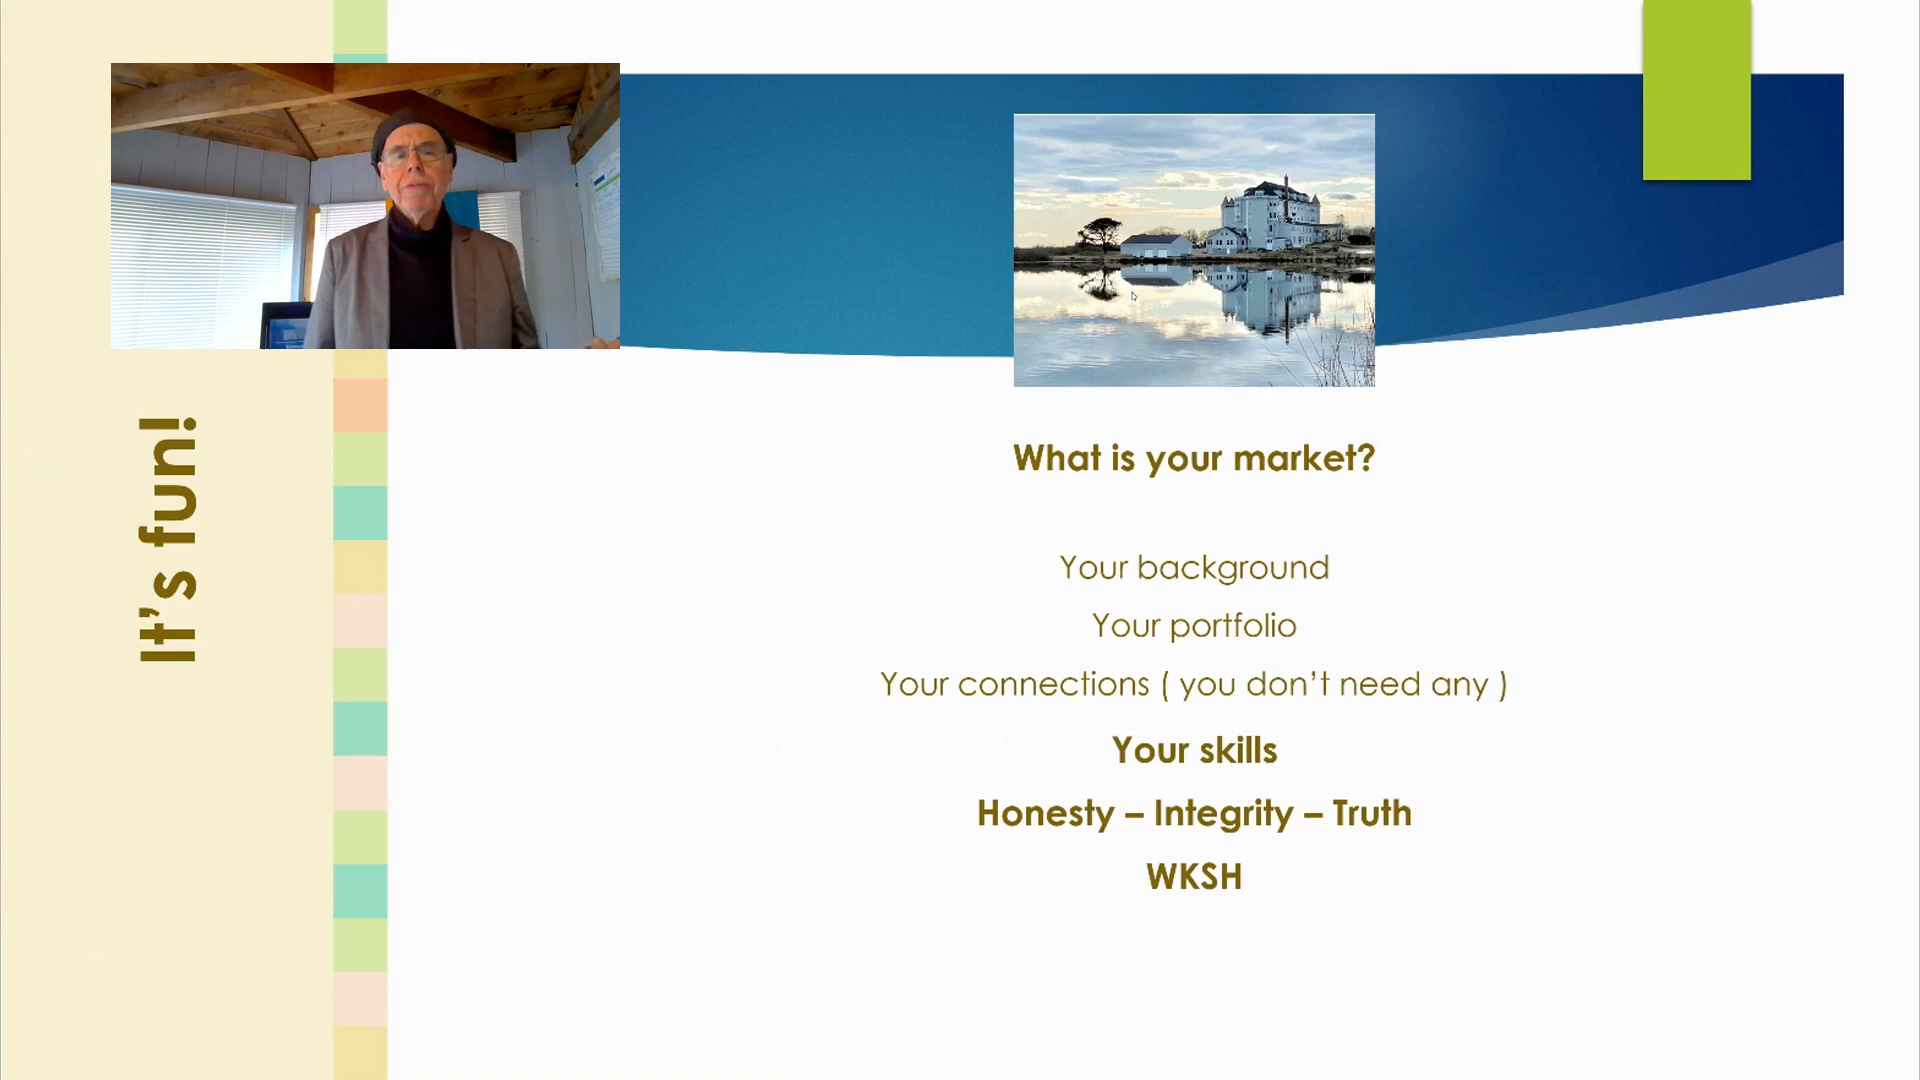 It's fun!
What is your market?
Your background
Your portfolio
Your connections ( you don't need any )
Your skills
Honesty – Integrity – Truth
WKSH